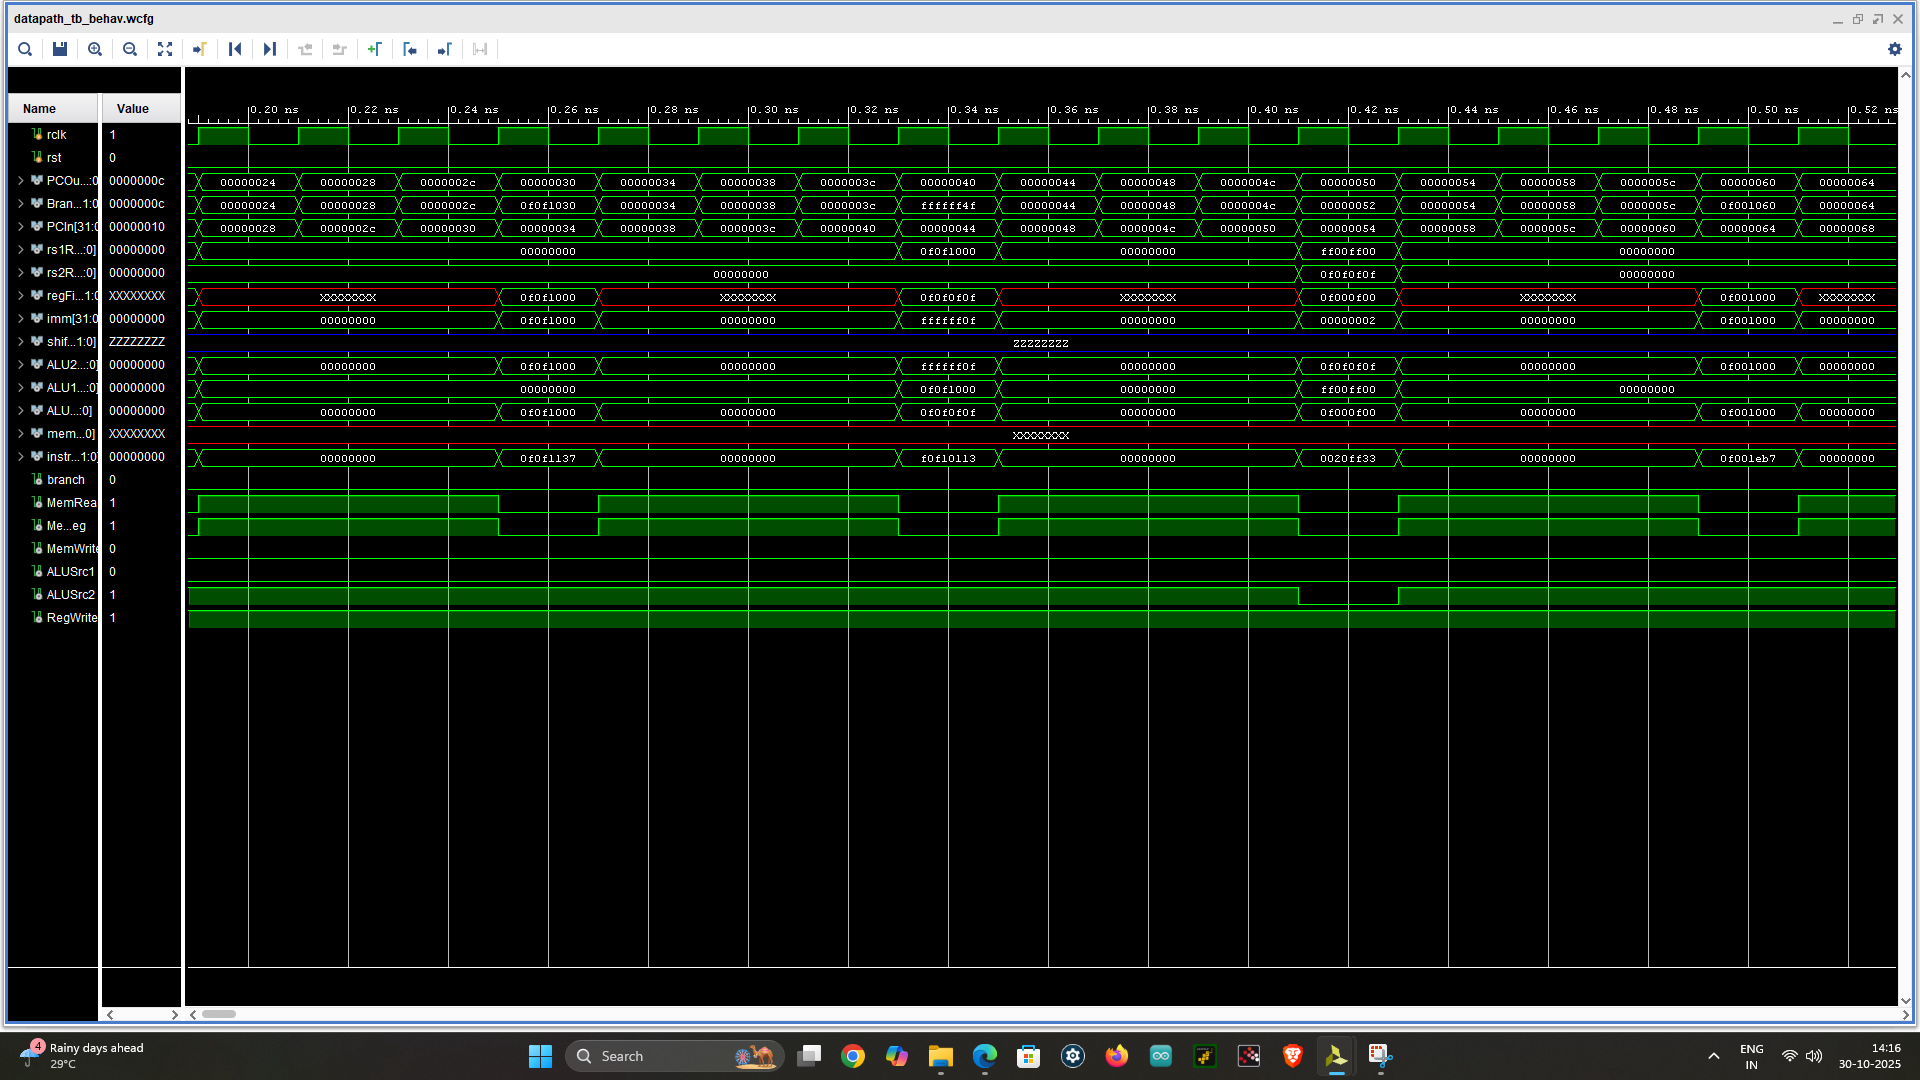 datapath_tb_behav.wcfg
Name Value
0.20 ns 0.22 ns 0.24 ns 0.26 ns 0.28 ns 0.30 ns 0.32 ns 0.34 ns 0.36 ns 0.38 ns 0.40 ns 0.42 ns 0.44 ns 0.46 ns 0.48 ns 0.50 ns 0.52 ns
rclk 1
rst 0
PCOu...:0 0000000c 00000024 00000028 0000002c 00000030 00000034 00000038 0000003c 00000040 00000044 00000048 0000004c 00000050 00000054 00000058 0000005c 00000060 00000064
Bran...1:0 0000000c 00000024 00000028 0000002c 0f0f1030 00000034 00000038 0000003c ffffff4f 00000044 00000048 0000004c 00000052 00000054 00000058 0000005c 0f001060 00000064
PCIn[31:0 00000010 00000028 0000002c 00000030 00000034 00000038 0000003c 00000040 00000044 00000048 0000004c 00000050 00000054 00000058 0000005c 00000060 00000064 00000068
rs1R...:0] 00000000 00000000 0f0f1000 00000000 ff00ff00 00000000
rs2R...:0] 00000000 00000000 0f0f0f0f 00000000
regFi...1:0 XXXXXXXX XXXXXXXX 0f0f1000 XXXXXXXX 0f0f0f0f XXXXXXXX 0f000f00 XXXXXXXX 0f001000 XXXXXXXX
imm[31:0 00000000 00000000 0f0f1000 00000000 ffffff0f 00000000 00000002 00000000 0f001000 00000000
shif...1:0] ZZZZZZZZ ZZZZZZZZ
ALU2...:0] 00000000 00000000 0f0f1000 00000000 ffffff0f 00000000 0f0f0f0f 00000000 0f001000 00000000
ALU1...:0] 00000000 00000000 0f0f1000 00000000 ff00ff00 00000000
ALU...:0] 00000000 00000000 0f0f1000 00000000 0f0f0f0f 00000000 0f000f00 00000000 0f001000 00000000
mem...0] XXXXXXXX XXXXXXXX
instr...1:0] 00000000 00000000 0f0f1137 00000000 f0f10113 00000000 0020ff33 00000000 0f001eb7 00000000
branch 0
MemRea 1
Me...eg 1
MemWrite 0
ALUSrc1 0
ALUSrc2 1
RegWrite 1
4 Rainy days ahead
29°C
Search
ENG
IN
14:16
30-10-2025